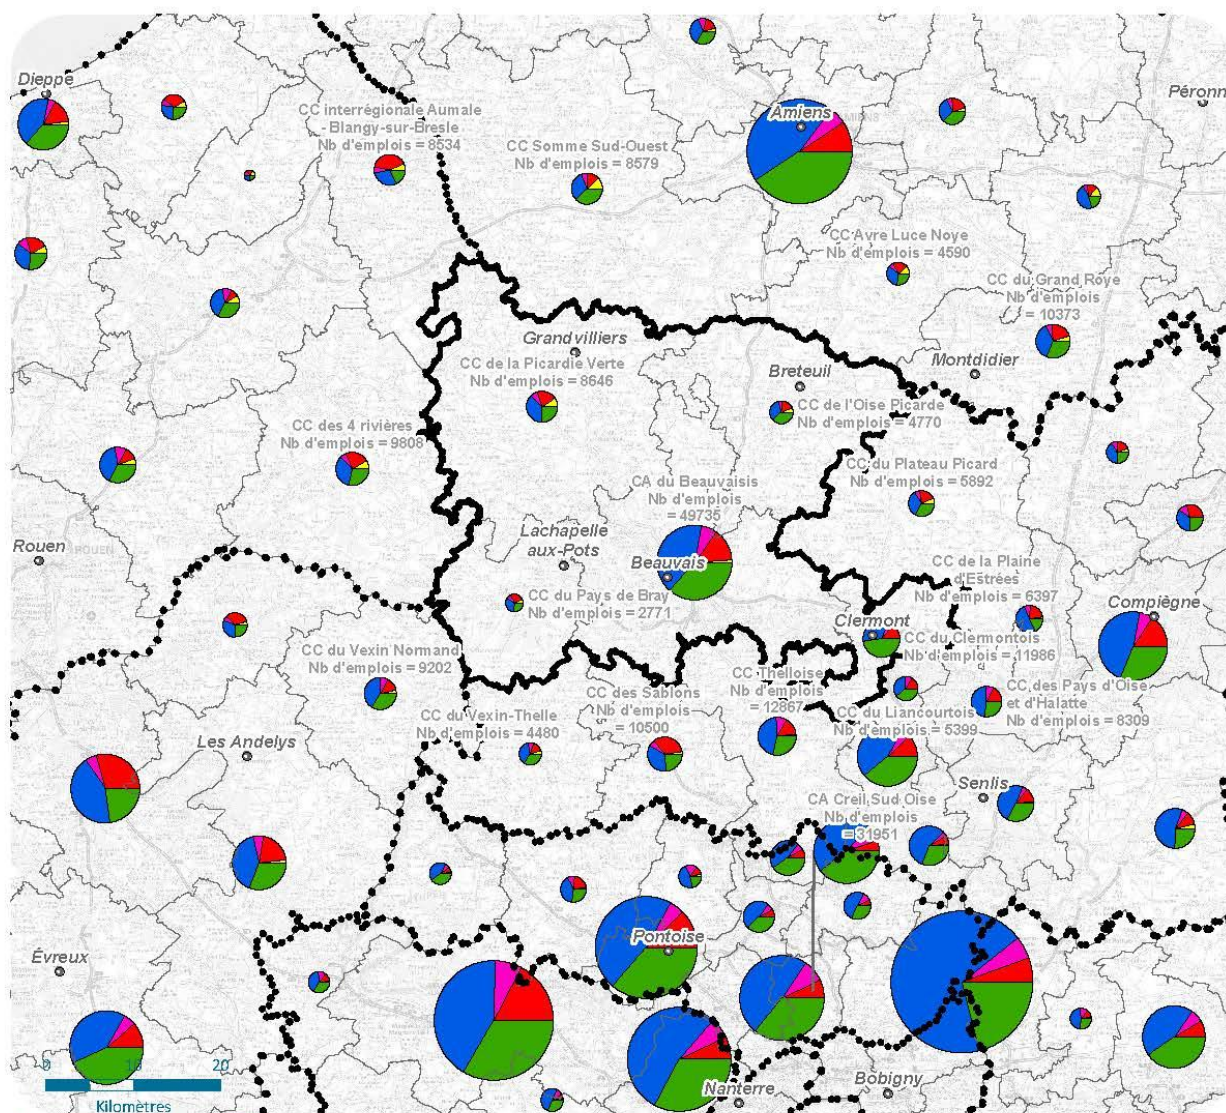 Dieppe
Péronn
CC interrégionale Aumale
- Blangy-sur-Bresle
Nb d'emplois = 8534
CC Somme Sud-Ouest
Nb d'emplois = 8579
Amiens
CC Avre Luce Noye
Nb d'emplois = 4590
CC du Grand Roye
Nb d'emplois
= 10373
Grandvilliers
CC de la Picardie Verte
Nb d'emplois = 8646
Montdidier
Breteuil
CC de l'Oise Picarde
Nb d'emplois = 4770
CC des 4 rivières
Nb d'emplois = 9808
CC du Plateau Picard
Nb d'emplois = 5892
CA du Beauvaisis
Nb d'emplois
= 49735
Rouen
Lachapelle
aux-Pots
Beauvais
CC du Pays de Bray
Nb d'emplois = 2771
CC de la Plaine
d'Estrées
Nb d'emplois = 6397
Compiègne
Clermont
CC du Clermontois
Nb d'emplois = 11986
CC du Vexin Normand
Nb d'emplois = 9202
CC Thelloise
Nb d'emplois
= 12867
CC des Sablons
Nb d'emplois
= 10500
CC des Pays d'Oise
et d'Halatte
Nb d'emplois = 8309
CC du Vexin-Thelle
Nb d'emplois = 4480
CC du Liancourtois
Nb d'emplois =
5399
Les Andelys
Senlis
CA Creil Sud Oise
Nb d'emplois
= 31951
Pontoise
Évreux
0 10 20
Kilomètres
Nanterre
Bobigny